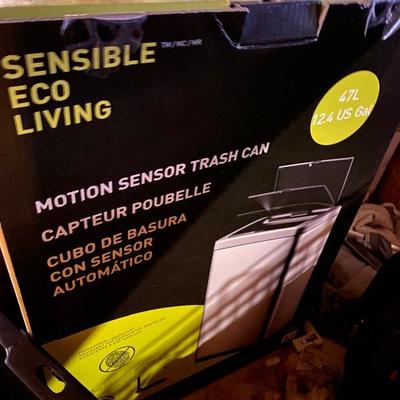 SENSIBLE
ECO
LIVING
TM/MC/MR
47L
12.4 US Gal
MOTION SENSOR TRASH CAN
CAPTEUR POUBELLE
CUBO DE BASURA
CON SENSOR
AUTOMÁTICO